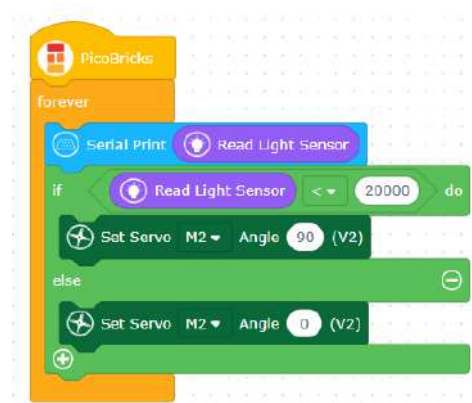 PicoBricks
forever
Serial Print Read Light Sensor
if Read Light Sensor < 20000 do
Set Servo M2 Angle 90 (V2)
else
Set Servo M2 Angle 0 (V2)